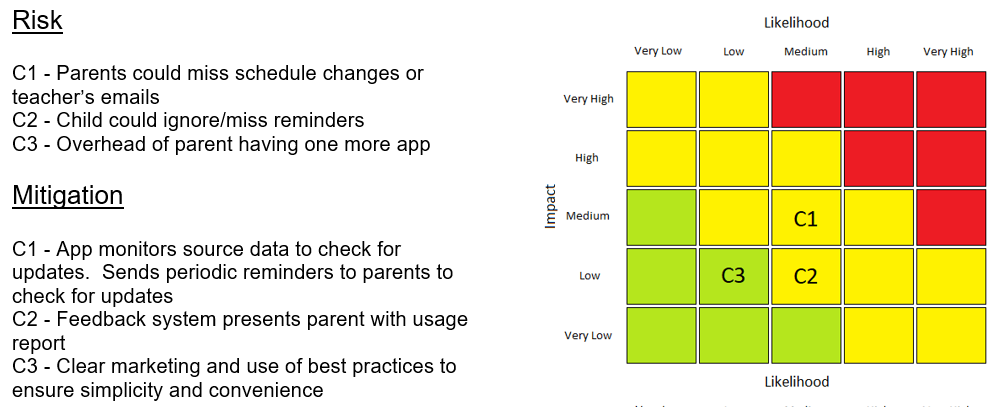 Risk
C1 - Parents could miss schedule changes or
teacher's emails
C2 - Child could ignore/miss reminders
C3 - Overhead of parent having one more app
Mitigation
C1 - App monitors source data to check for
updates.  Sends periodic reminders to parents to
check for updates
C2 - Feedback system presents parent with usage
report
C3 - Clear marketing and use of best practices to
ensure simplicity and convenience
Likelihood
Very Low Low Medium High Very High
Very High
High
Impact
Medium C1
Low C3 C2
Very Low
Likelihood